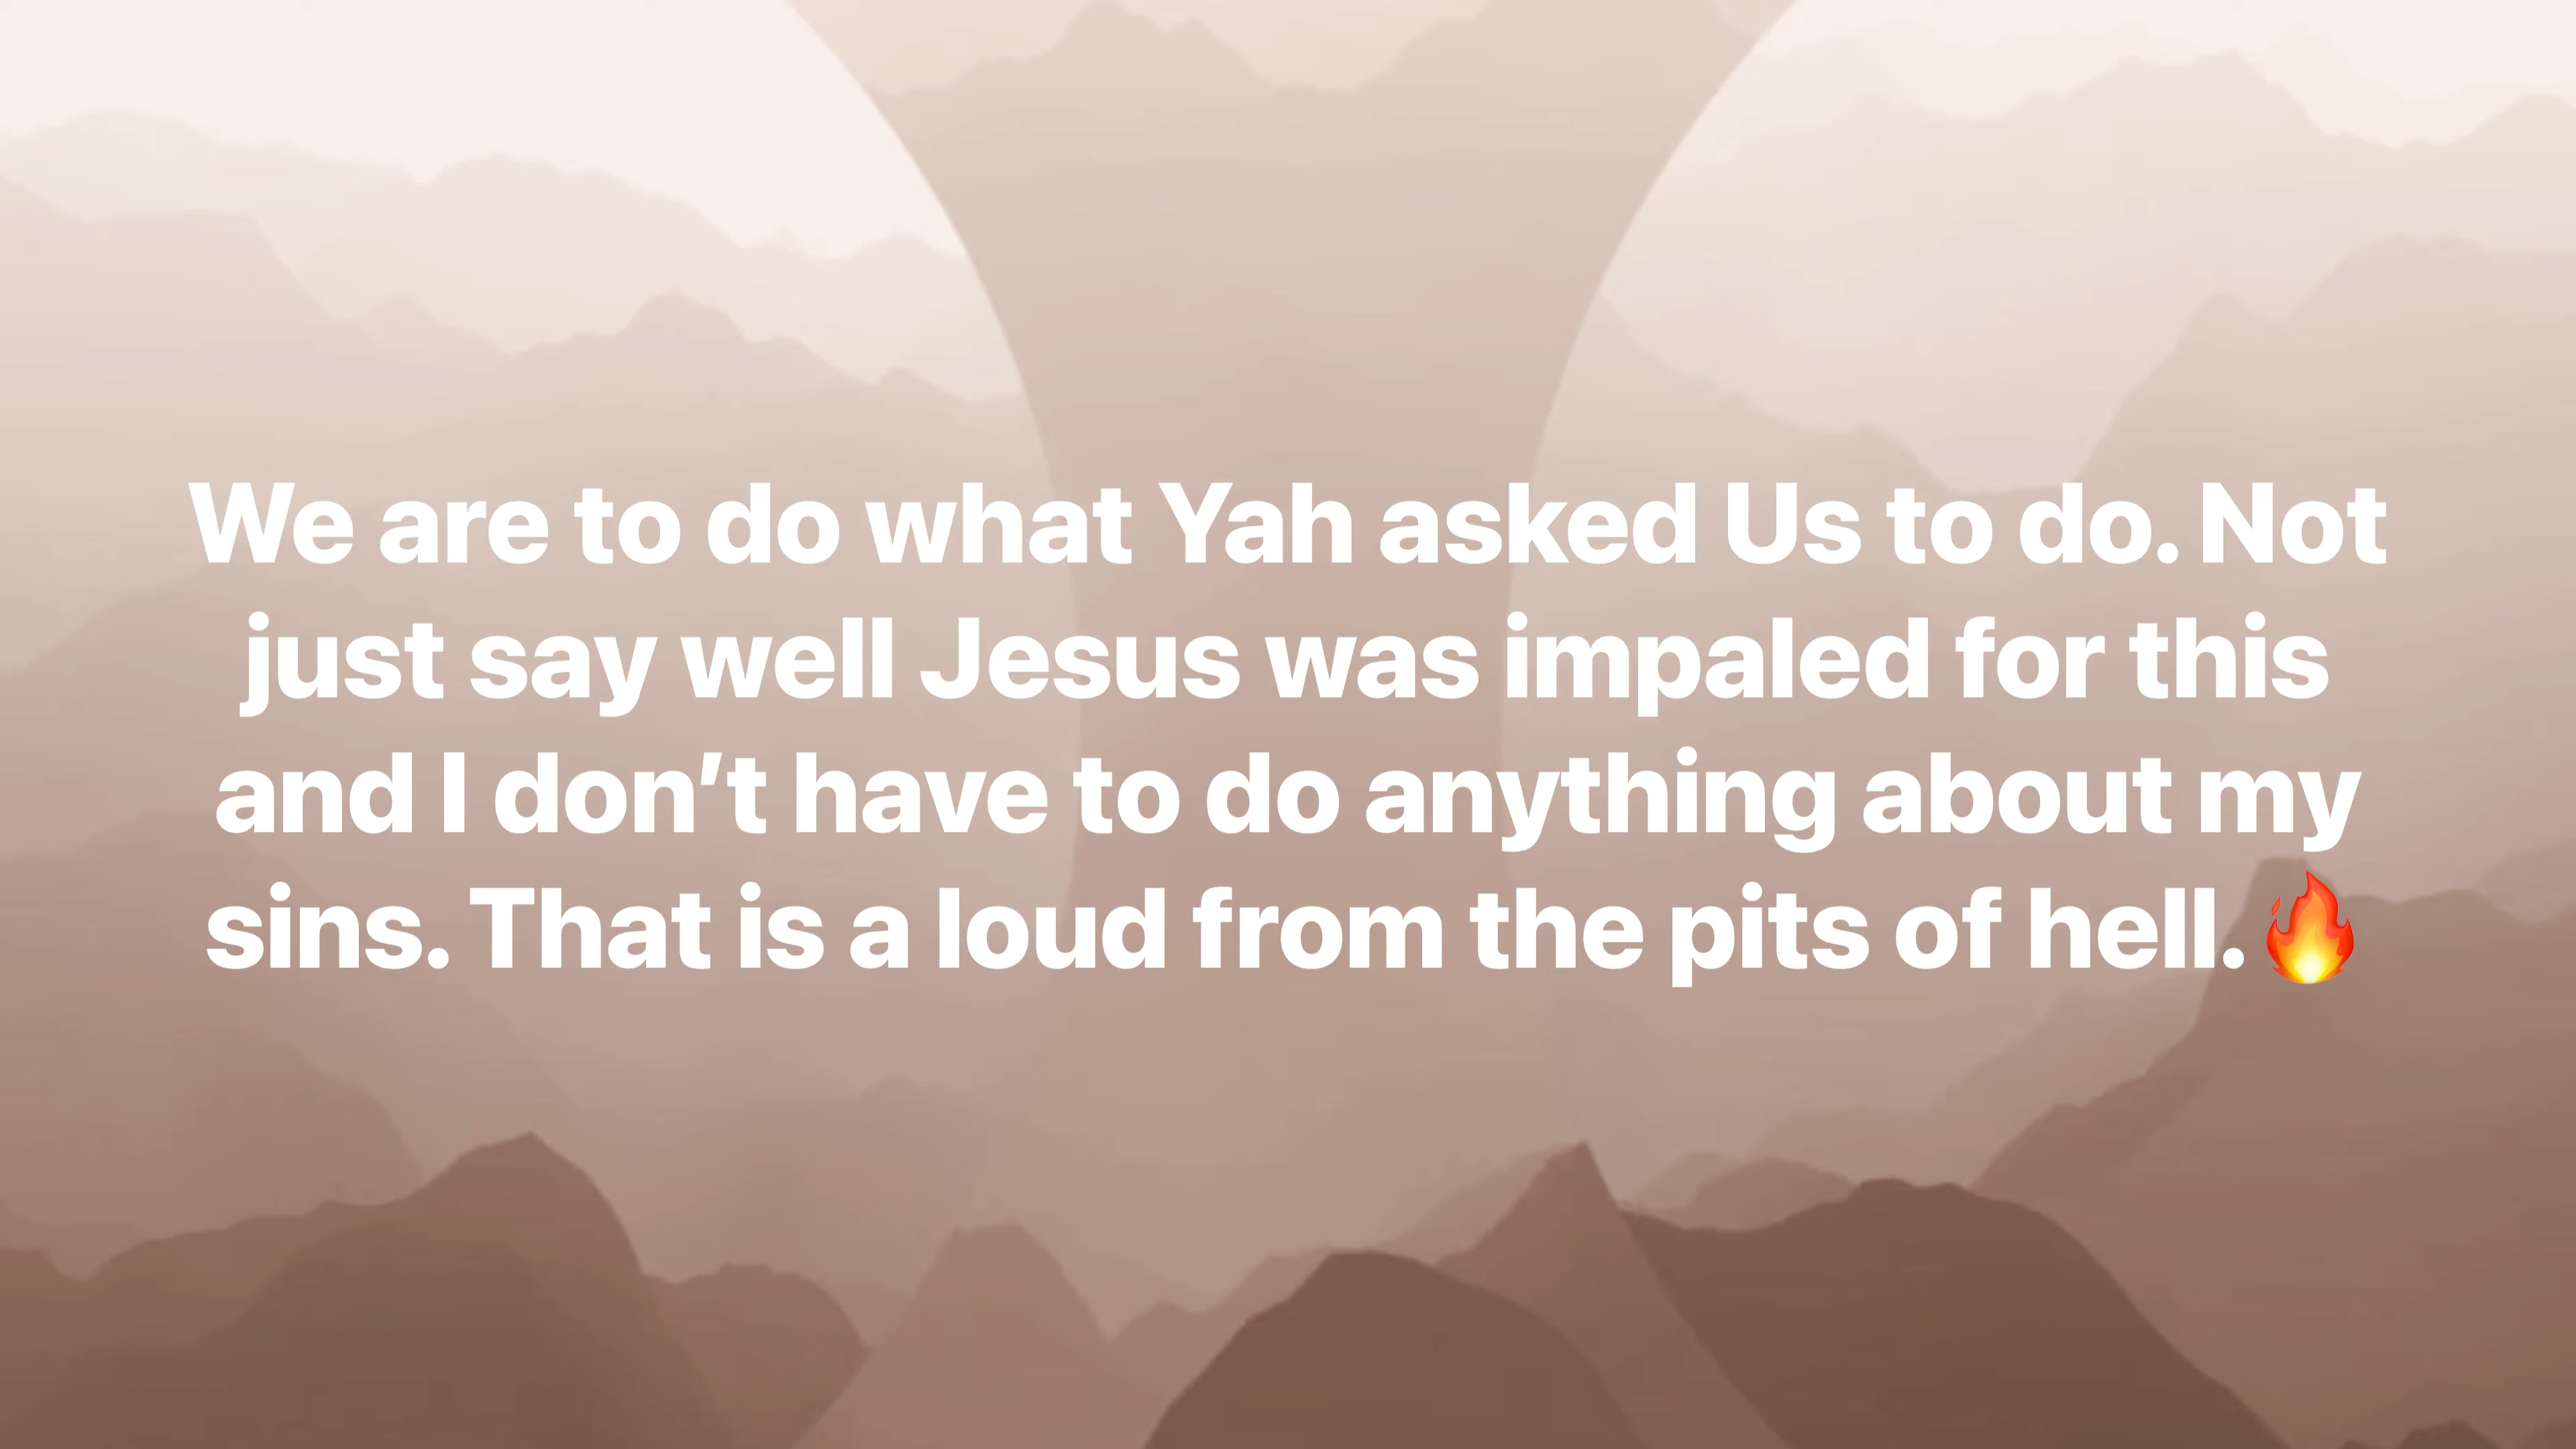 We are to do what Yah asked Us to do. Not
just say well Jesus was impaled for this
and I don’t have to do anything about my
sins. That is a loud from the pits of hell.🔥